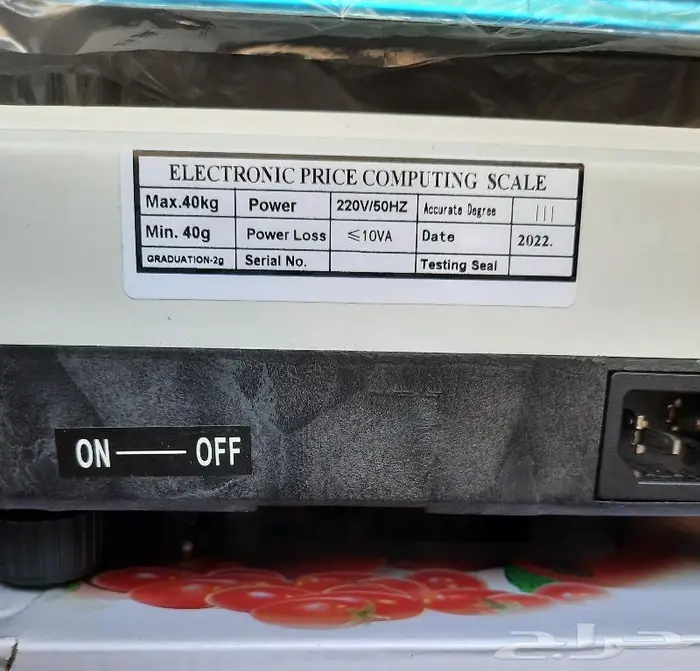 ELECTRONIC PRICE COMPUTING SCALE
Max.40kg Power 220V/50HZ Accurate Degree |||
Min. 40g Power Loss ≤10VA Date 2022.
GRADUATION-2g Serial No. Testing Seal
ON — OFF
حراج